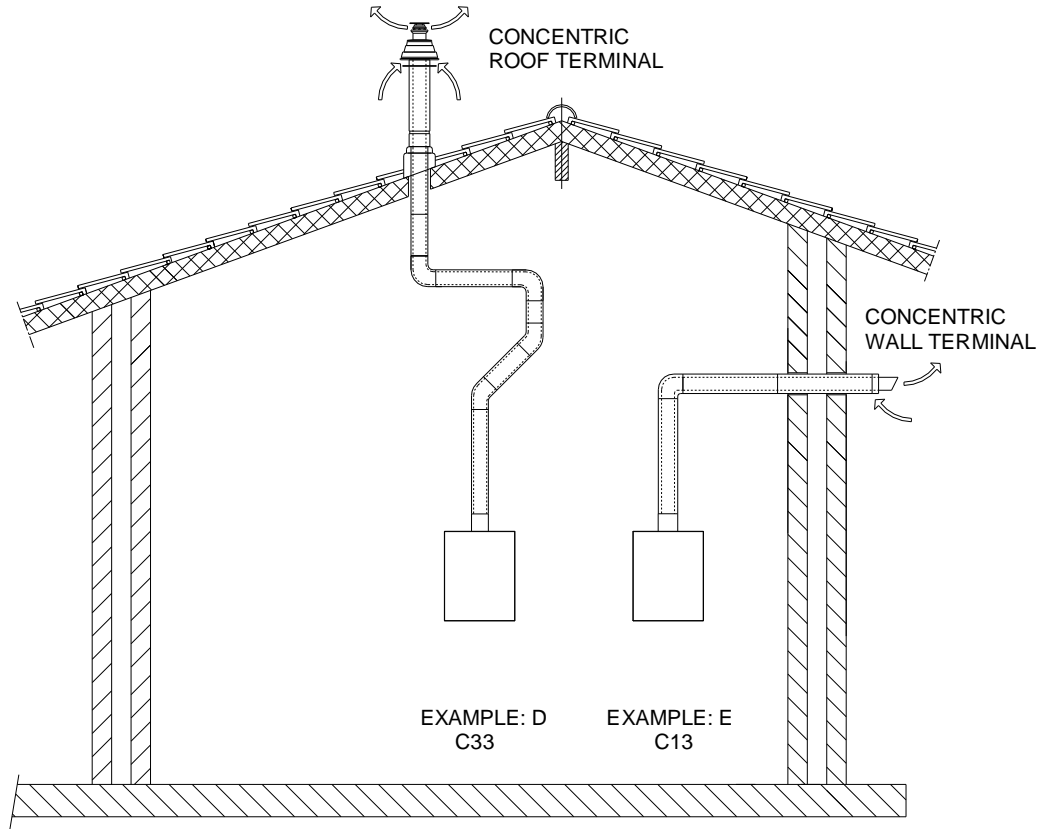 CONCENTRIC
ROOF TERMINAL
CONCENTRIC
WALL TERMINAL
EXAMPLE: D
C33
EXAMPLE: E
C13